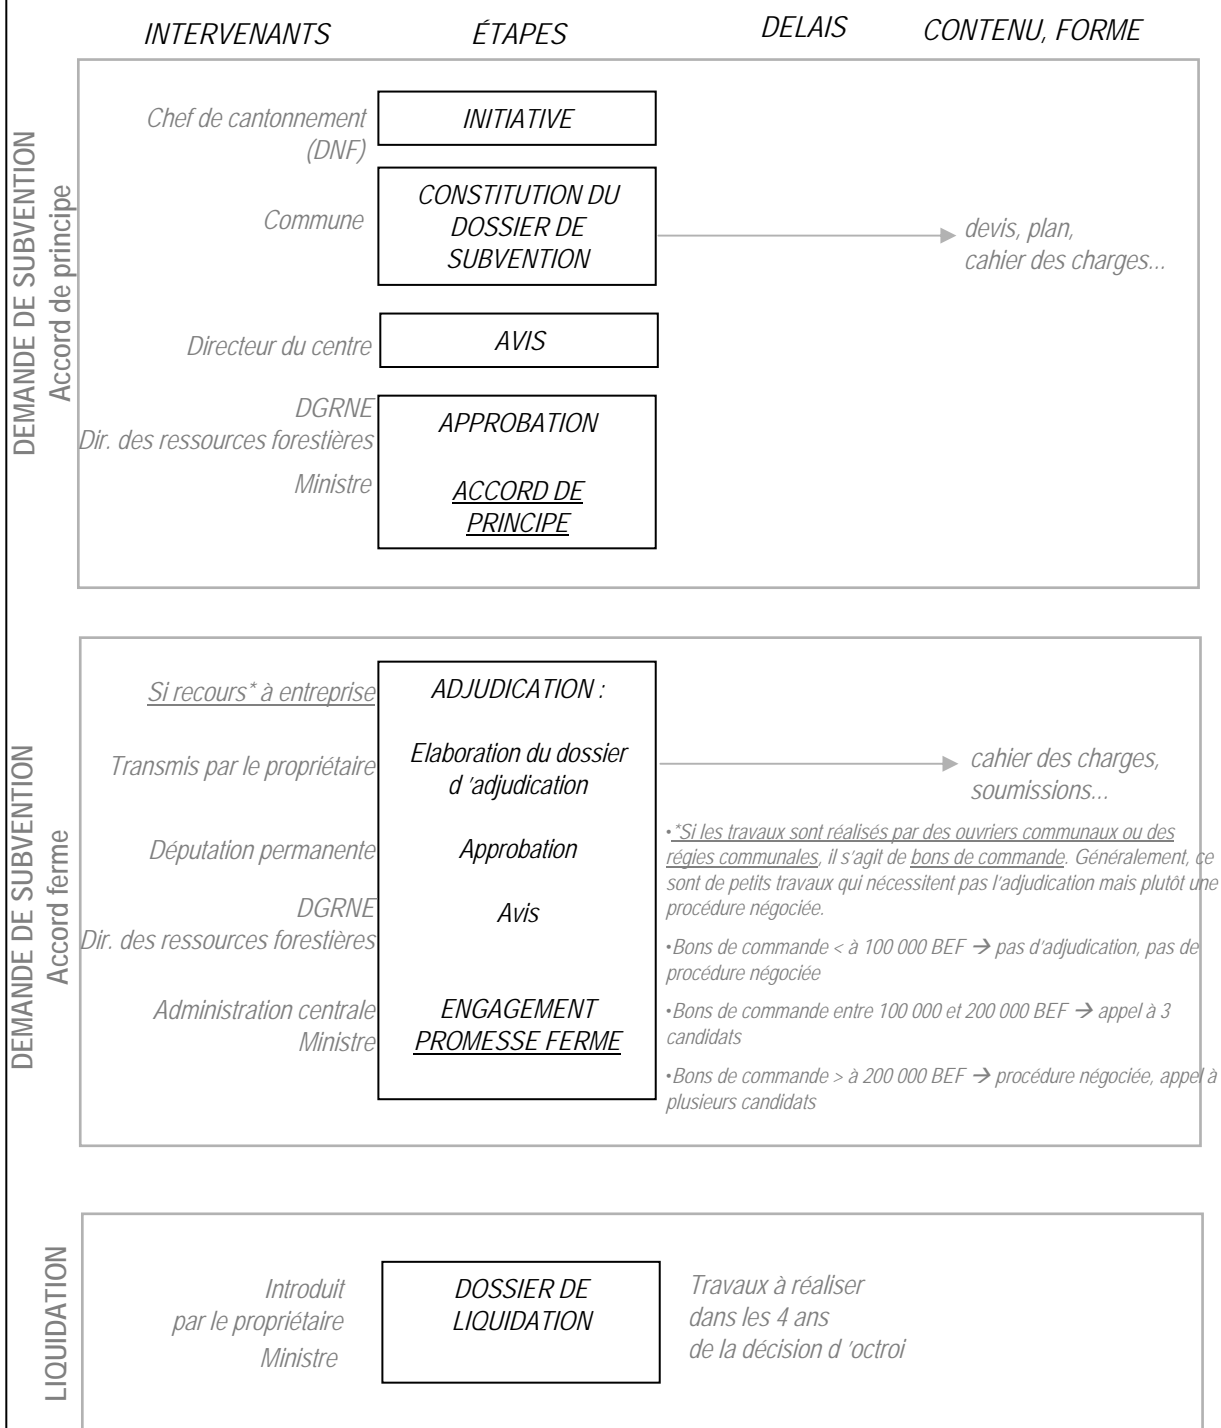 INTERVENANTS ÉTAPES DELAIS CONTENU, FORME
DEMANDE DE SUBVENTION
Accord de principe
Chef de cantonnement
(DNF)
INITIATIVE
Commune
CONSTITUTION DU
DOSSIER DE
SUBVENTION
devis, plan,
cahier des charges...
Directeur du centre
AVIS
DGRNE
Dir. des ressources forestières
APPROBATION
Ministre
ACCORD DE
PRINCIPE
DEMANDE DE SUBVENTION
Accord ferme
Si recours* à entreprise
ADJUDICATION :
Transmis par le propriétaire
Elaboration du dossier
d ’adjudication
cahier des charges,
soumissions...
Députation permanente
Approbation
DGRNE
Dir. des ressources forestières
Avis
Administration centrale
Ministre
ENGAGEMENT
PROMESSE FERME
•*Si les travaux sont réalisés par des ouvriers communaux ou des
régies communales, il s’agit de bons de commande. Généralement, ce
sont de petits travaux qui nécessitent pas l’adjudication mais plutôt une
procédure négociée.
•Bons de commande < à 100 000 BEF → pas d’adjudication, pas de
procédure négociée
•Bons de commande entre 100 000 et 200 000 BEF → appel à 3
candidats
•Bons de commande > à 200 000 BEF → procédure négociée, appel à
plusieurs candidats
LIQUIDATION
Introduit
par le propriétaire
Ministre
DOSSIER DE
LIQUIDATION
Travaux à réaliser
dans les 4 ans
de la décision d ’octroi